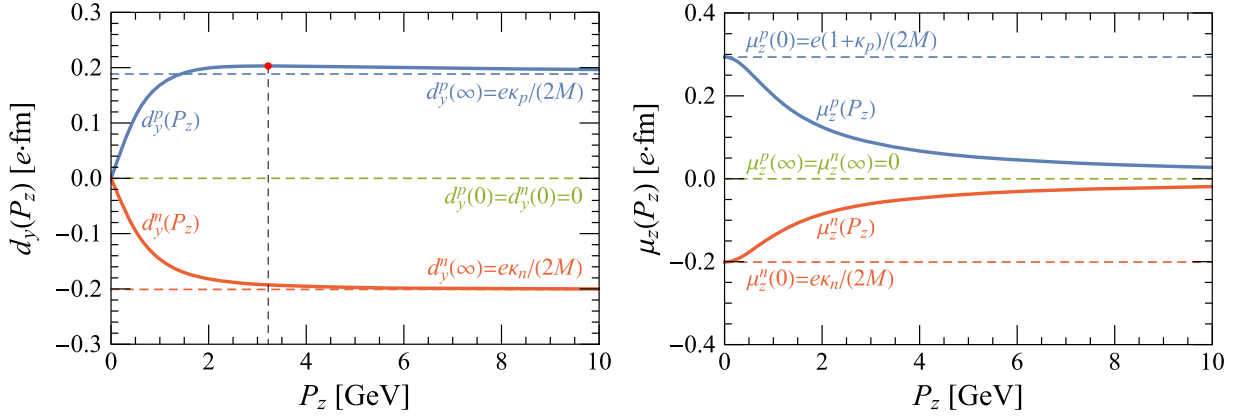 0.3
0.2
0.1
0.0
−0.1
−0.2
−0.3
d_y(P_z) [e·fm]
d_y^p(∞)=eκ_p/(2M)
d_y^p(P_z)
d_y^p(0)=d_y^n(0)=0
d_y^n(P_z)
d_y^n(∞)=eκ_n/(2M)
0 2 4 6 8 10
P_z [GeV]
0.4
0.2
0.0
−0.2
−0.4
μ_z(P_z) [e·fm]
μ_z^p(0)=e(1+κ_p)/(2M)
μ_z^p(P_z)
μ_z^p(∞)=μ_z^n(∞)=0
μ_z^n(P_z)
μ_z^n(0)=eκ_n/(2M)
0 2 4 6 8 10
P_z [GeV]